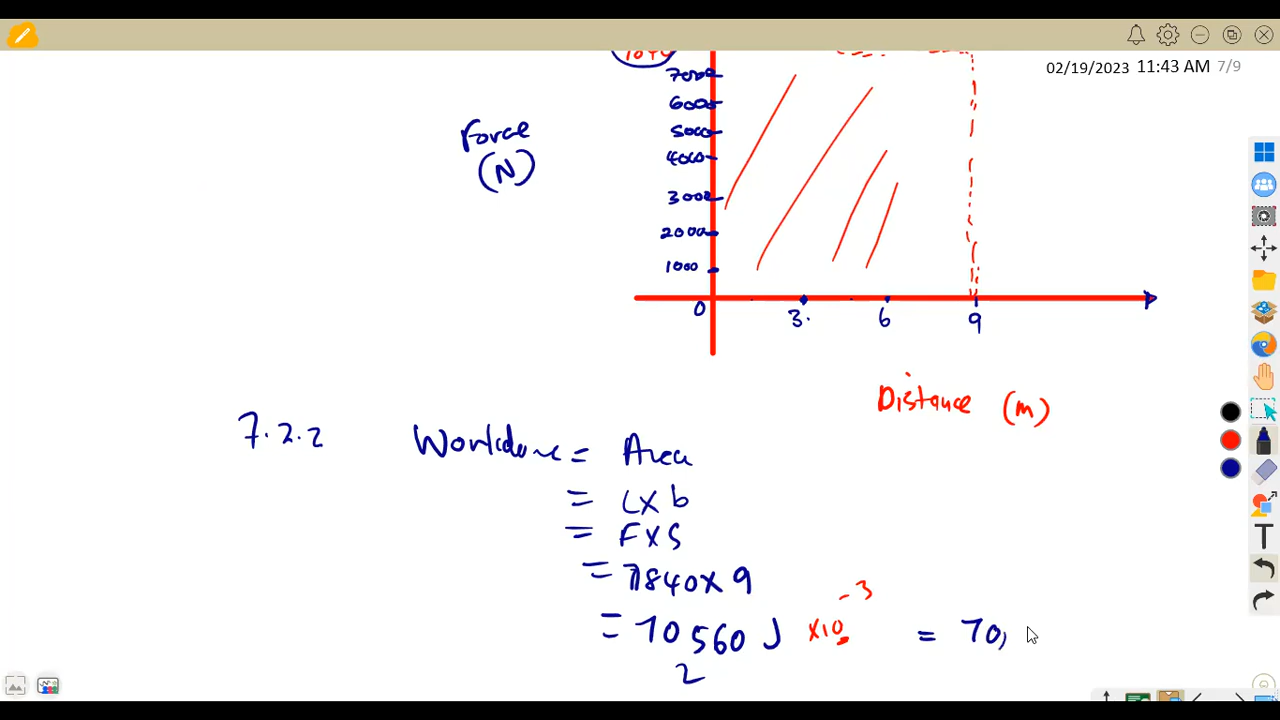 02/19/2023 11:43 AM 7/9
7000
6000
Force
5000
(N)
4000
3000
2000
1000
0 3. 6 9
Distance (m)
7.2.2 Workdone = Area
= L x b
= F x S
= 7840 x 9
= 70 560 J x10⁻³ = 70,
2
T